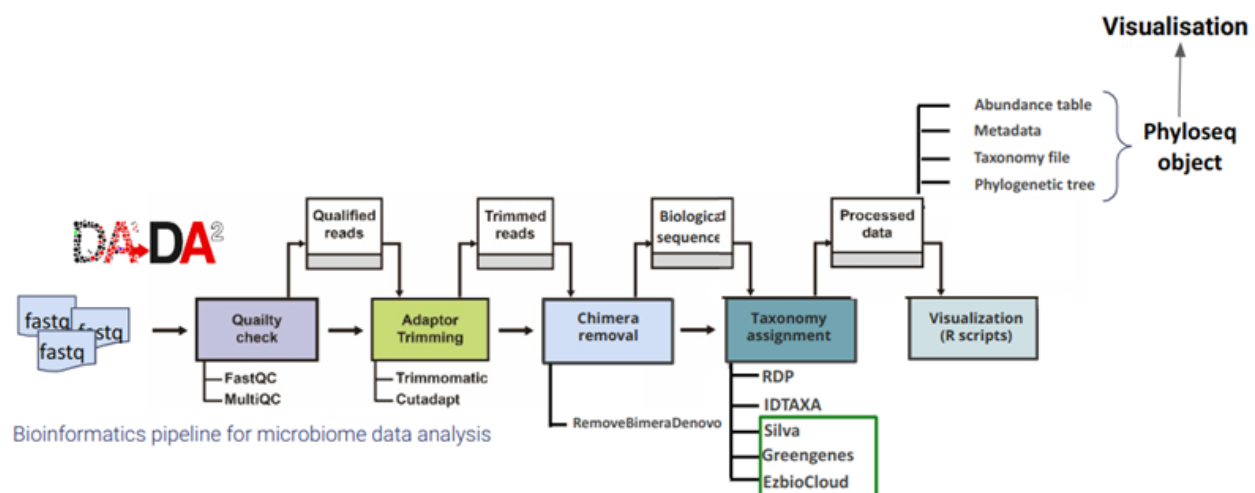 Visualisation
Abundance table
Metadata
Taxonomy file
Phylogenetic tree
Phyloseq
object
DADA2
Qualified
reads
Trimmed
reads
Biological
sequence
Processed
data
fastq
fastq
fastq
Quailty
check
Adaptor
Trimming
Chimera
removal
Taxonomy
assignment
Visualization
(R scripts)
FastQC
MultiQC
Trimmomatic
Cutadapt
RemoveBimeraDenovo
RDP
IDTAXA
Silva
Greengenes
EzbioCloud
Bioinformatics pipeline for microbiome data analysis